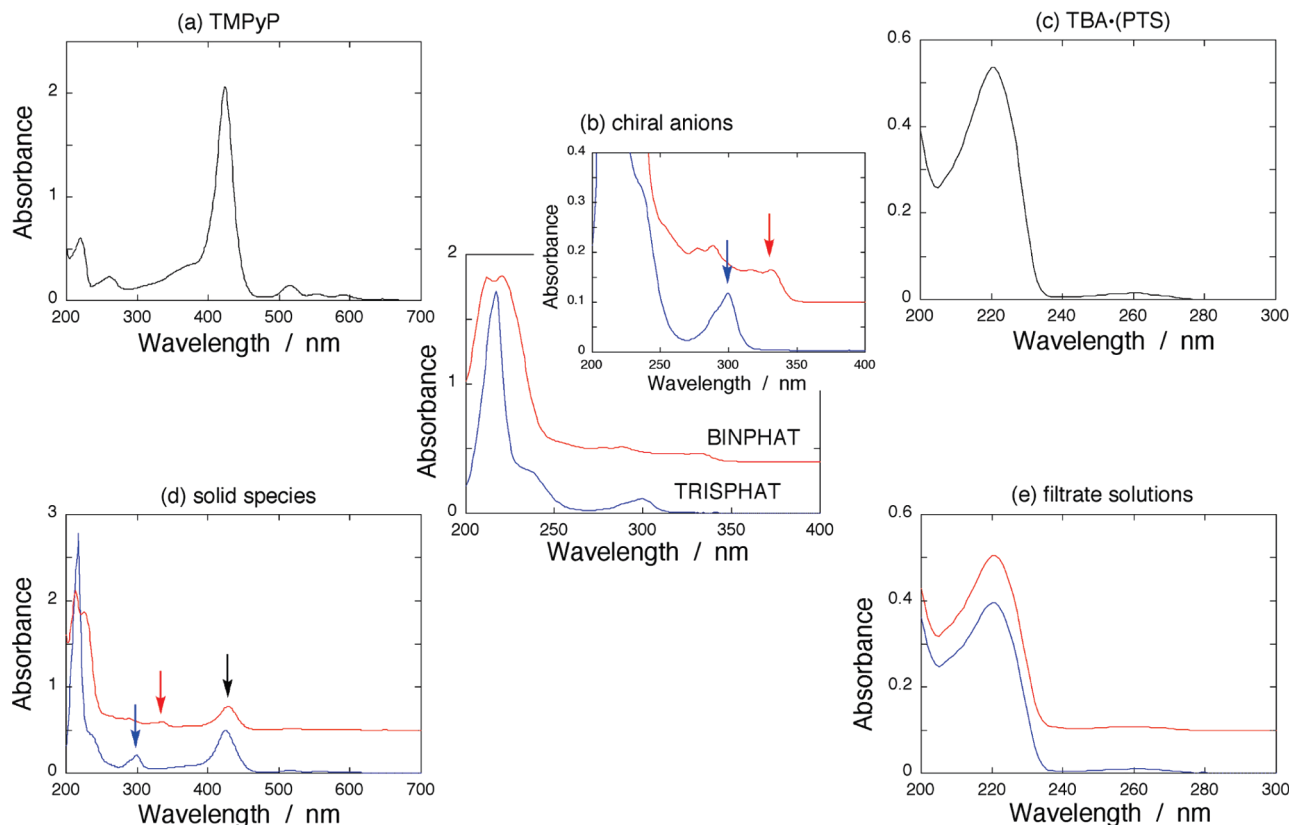 (a) TMPyP
2
1
0
Absorbance
200 300 400 500 600 700
Wavelength / nm
(b) chiral anions
0.4
0.3
0.2
0.1
0
Absorbance
200 250 300 350 400
Wavelength / nm
2
1
0
Absorbance
BINPHAT
TRISPHAT
200 250 300 350 400
Wavelength / nm
(c) TBA•(PTS)
0.6
0.4
0.2
0
Absorbance
200 220 240 260 280 300
Wavelength / nm
(d) solid species
3
2
1
0
Absorbance
200 300 400 500 600 700
Wavelength / nm
(e) filtrate solutions
0.6
0.4
0.2
0
Absorbance
200 220 240 260 280 300
Wavelength / nm